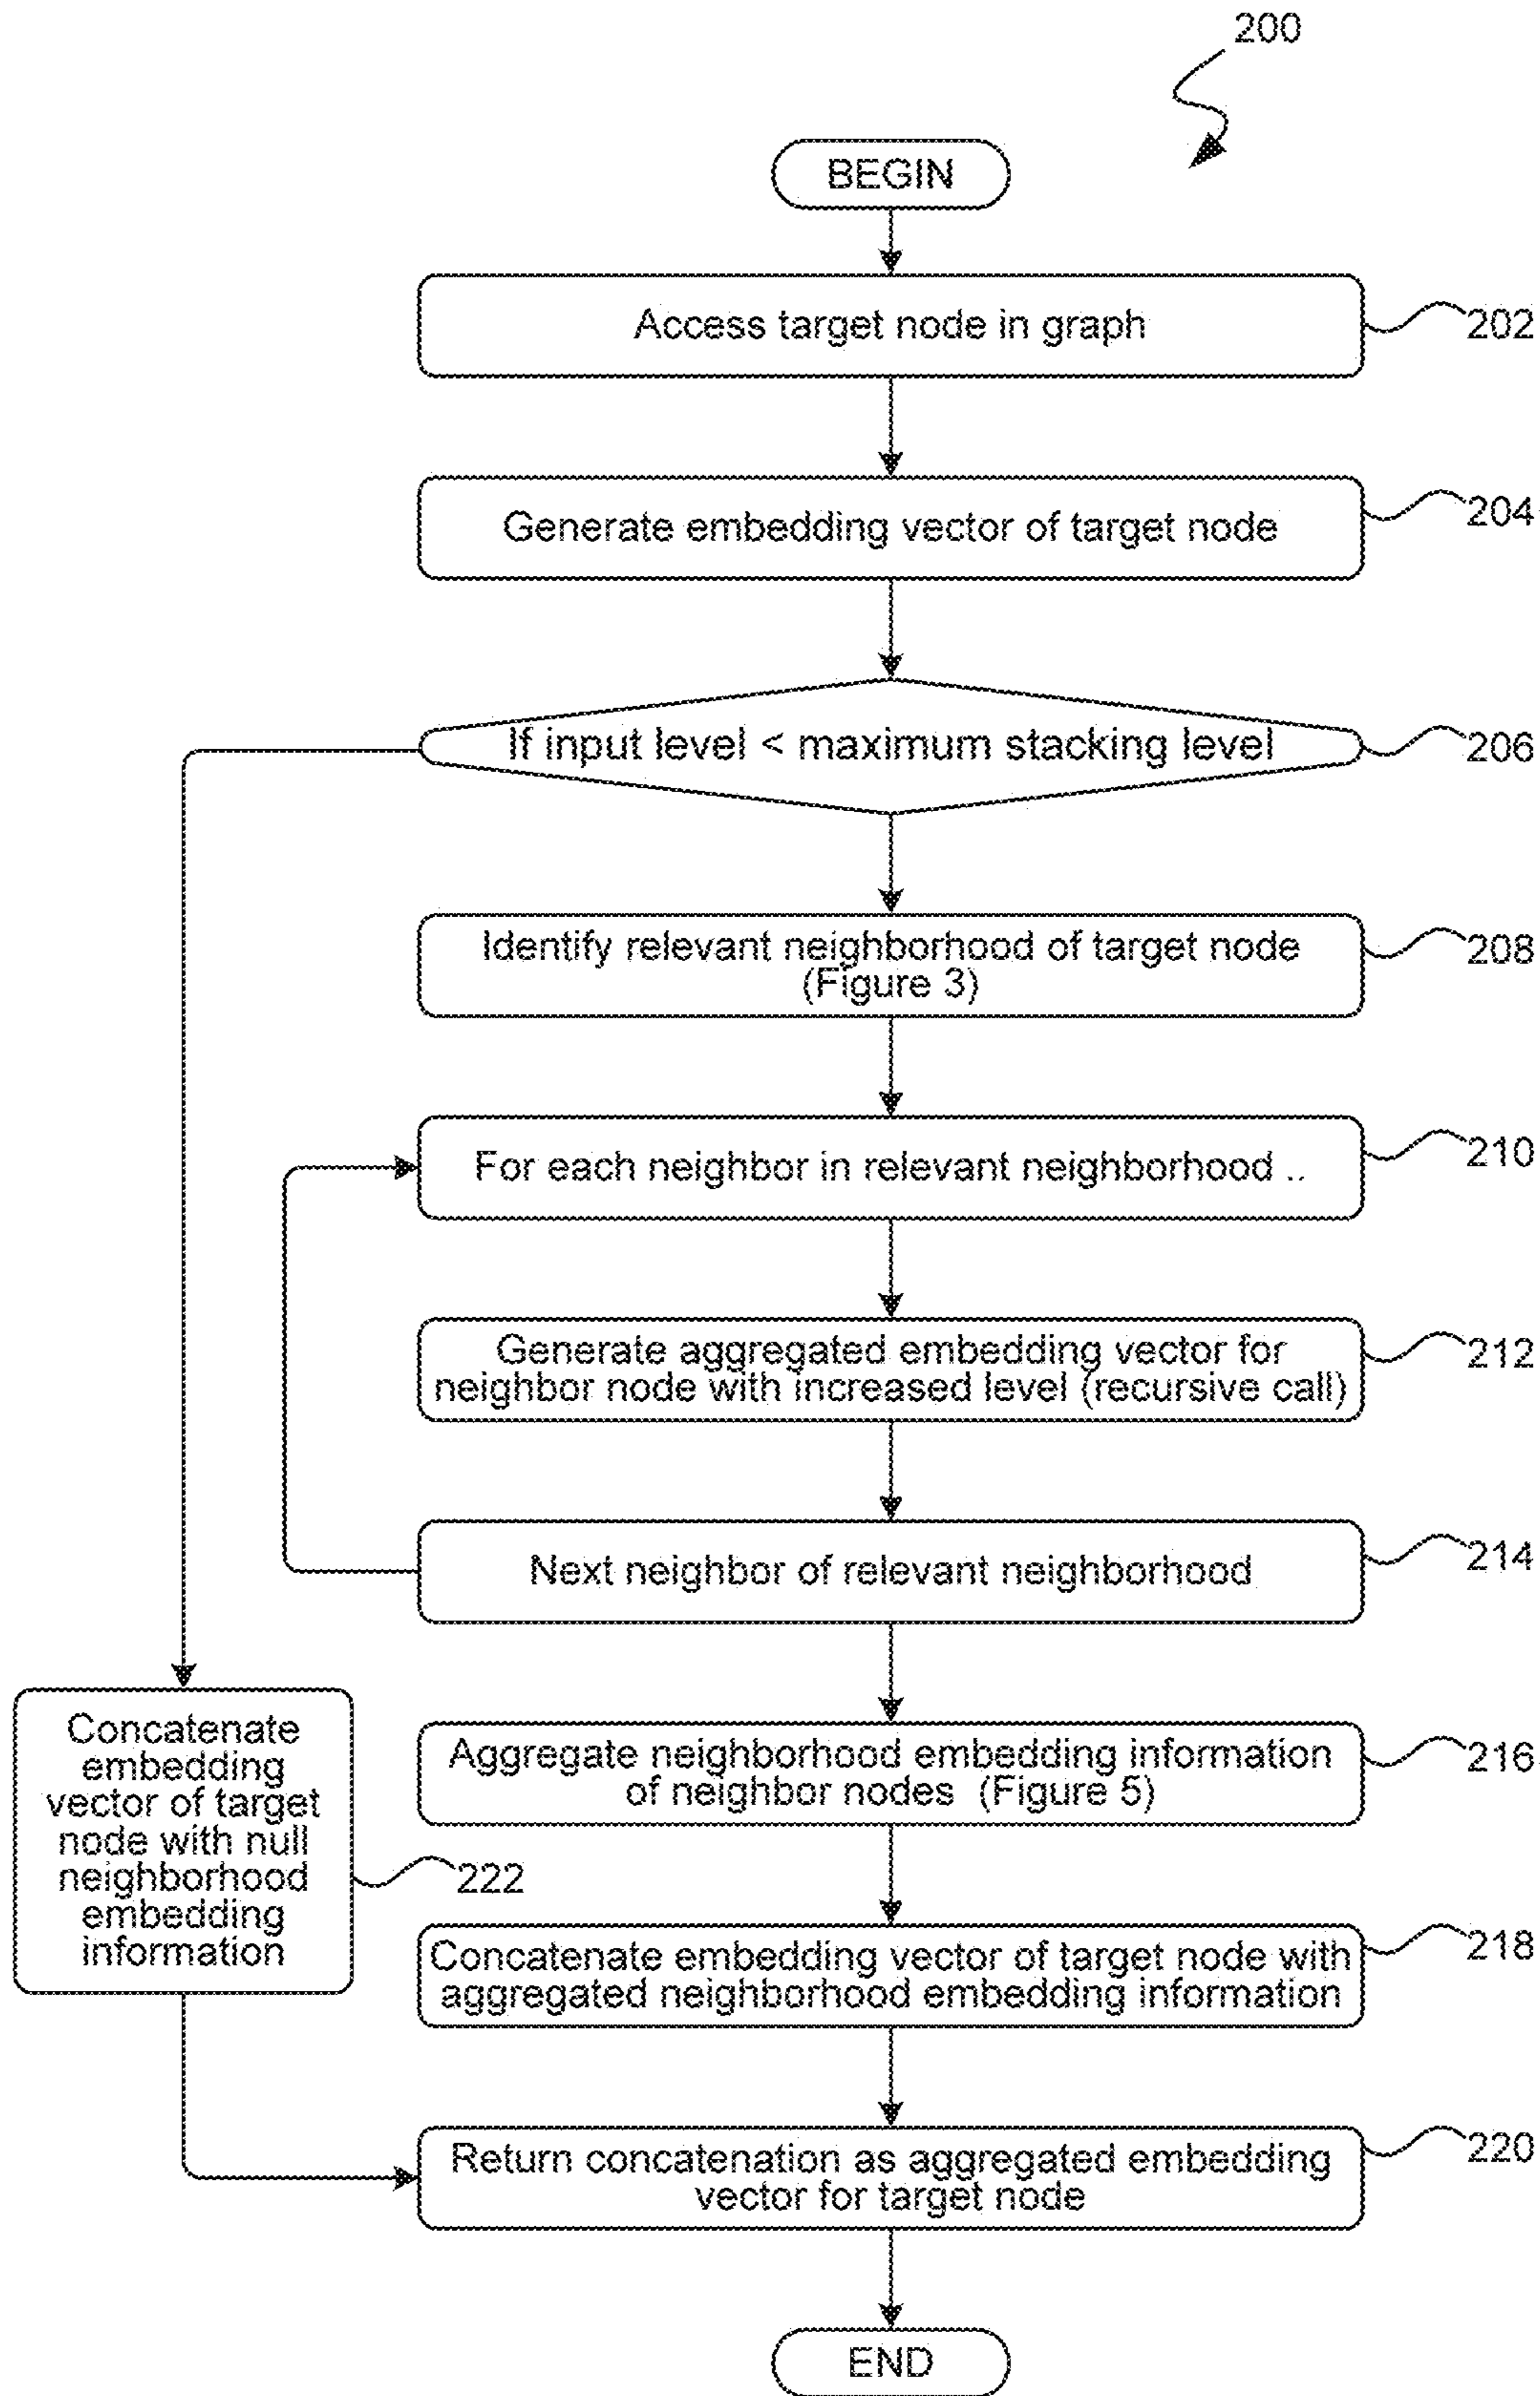 200
BEGIN
Access target node in graph
202
Generate embedding vector of target node
204
If input level < maximum stacking level
206
Identify relevant neighborhood of target node
(Figure 3)
208
For each neighbor in relevant neighborhood ..
210
Generate aggregated embedding vector for
neighbor node with increased level (recursive call)
212
Next neighbor of relevant neighborhood
214
Concatenate
embedding
vector of target
node with null
neighborhood
embedding
information
222
Aggregate neighborhood embedding information
of neighbor nodes (Figure 5)
216
Concatenate embedding vector of target node with
aggregated neighborhood embedding information
218
Return concatenation as aggregated embedding
vector for target node
220
END